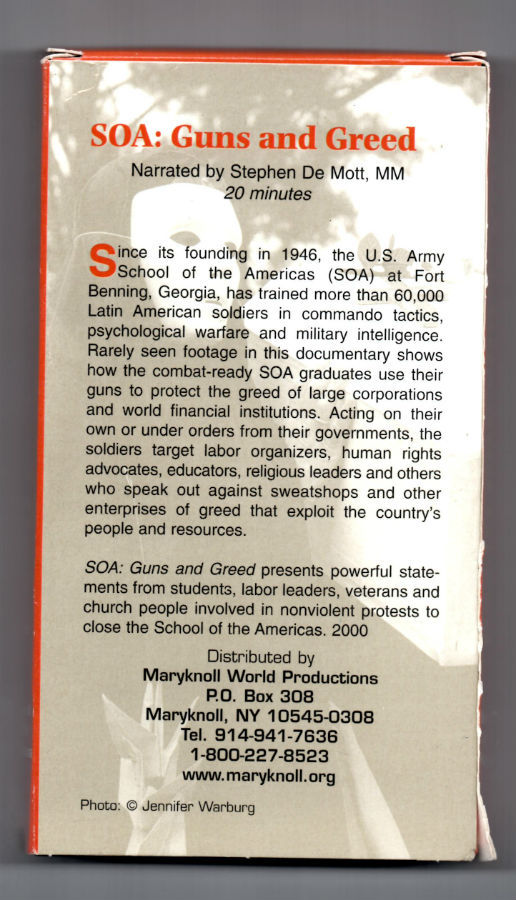 SOA: Guns and Greed
Narrated by Stephen De Mott, MM
20 minutes
Since its founding in 1946, the U.S. Army
School of the Americas (SOA) at Fort
Benning, Georgia, has trained more than 60,000
Latin American soldiers in commando tactics,
psychological warfare and military intelligence.
Rarely seen footage in this documentary shows
how the combat-ready SOA graduates use their
guns to protect the greed of large corporations
and world financial institutions. Acting on their
own or under orders from their governments, the
soldiers target labor organizers, human rights
advocates, educators, religious leaders and others
who speak out against sweatshops and other
enterprises of greed that exploit the country's
people and resources.
SOA: Guns and Greed presents powerful state-
ments from students, labor leaders, veterans and
church people involved in nonviolent protests to
close the School of the Americas. 2000
Distributed by
Maryknoll World Productions
P.O. Box 308
Maryknoll, NY 10545-0308
Tel. 914-941-7636
1-800-227-8523
www.maryknoll.org
Photo: © Jennifer Warburg